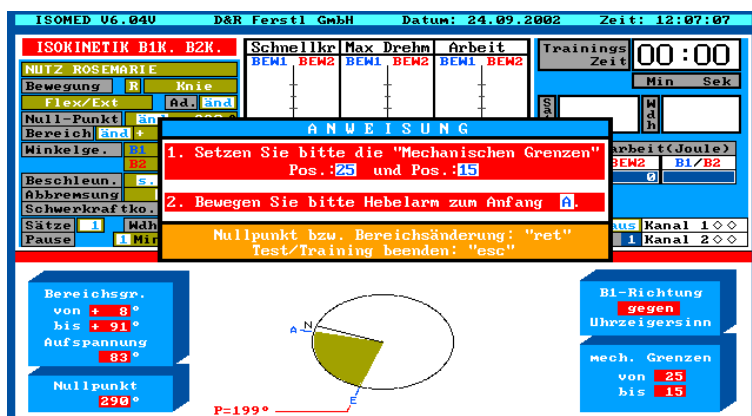 ISOMED V6.04V D&R Ferstl GmbH Datum: 24.09.2002 Zeit: 12:07:07
ISOKINETIK B1K. B2K.
NUTZ ROSEMARIE
Bewegung R Knie
Flex/Ext Ad. änd
Null-Punkt än
Bereich änd +
Winkelge. B1
B2
Beschleun. s.
Abbremsung
Schwerkraftko.
Sätze 1 Wdh
Pause 1 Min
Schnellkr Max Drehm Arbeit
BEW1 BEW2 BEW1 BEW2 BEW1 BEW2
Trainings
Zeit 00:00
Min Sek
W
d
h
arbeit(Joule)
BEW2 B1/B2
0
aus Kanal 1◇◇
1 Kanal 2◇◇
ANWEISUNG
1. Setzen Sie bitte die "Mechanischen Grenzen"
Pos.:25 und Pos.:15
2. Bewegen Sie bitte Hebelarm zum Anfang A.
Nullpunkt bzw. Bereichsänderung: "ret"
Test/Training beenden: "esc"
Bereichsgr.
von + 8°
bis + 91°
Aufspannung
83°
Nullpunkt
290°
N
A
E
P=199°
B1-Richtung
gegen
Uhrzeigersinn
mech. Grenzen
von 25
bis 15